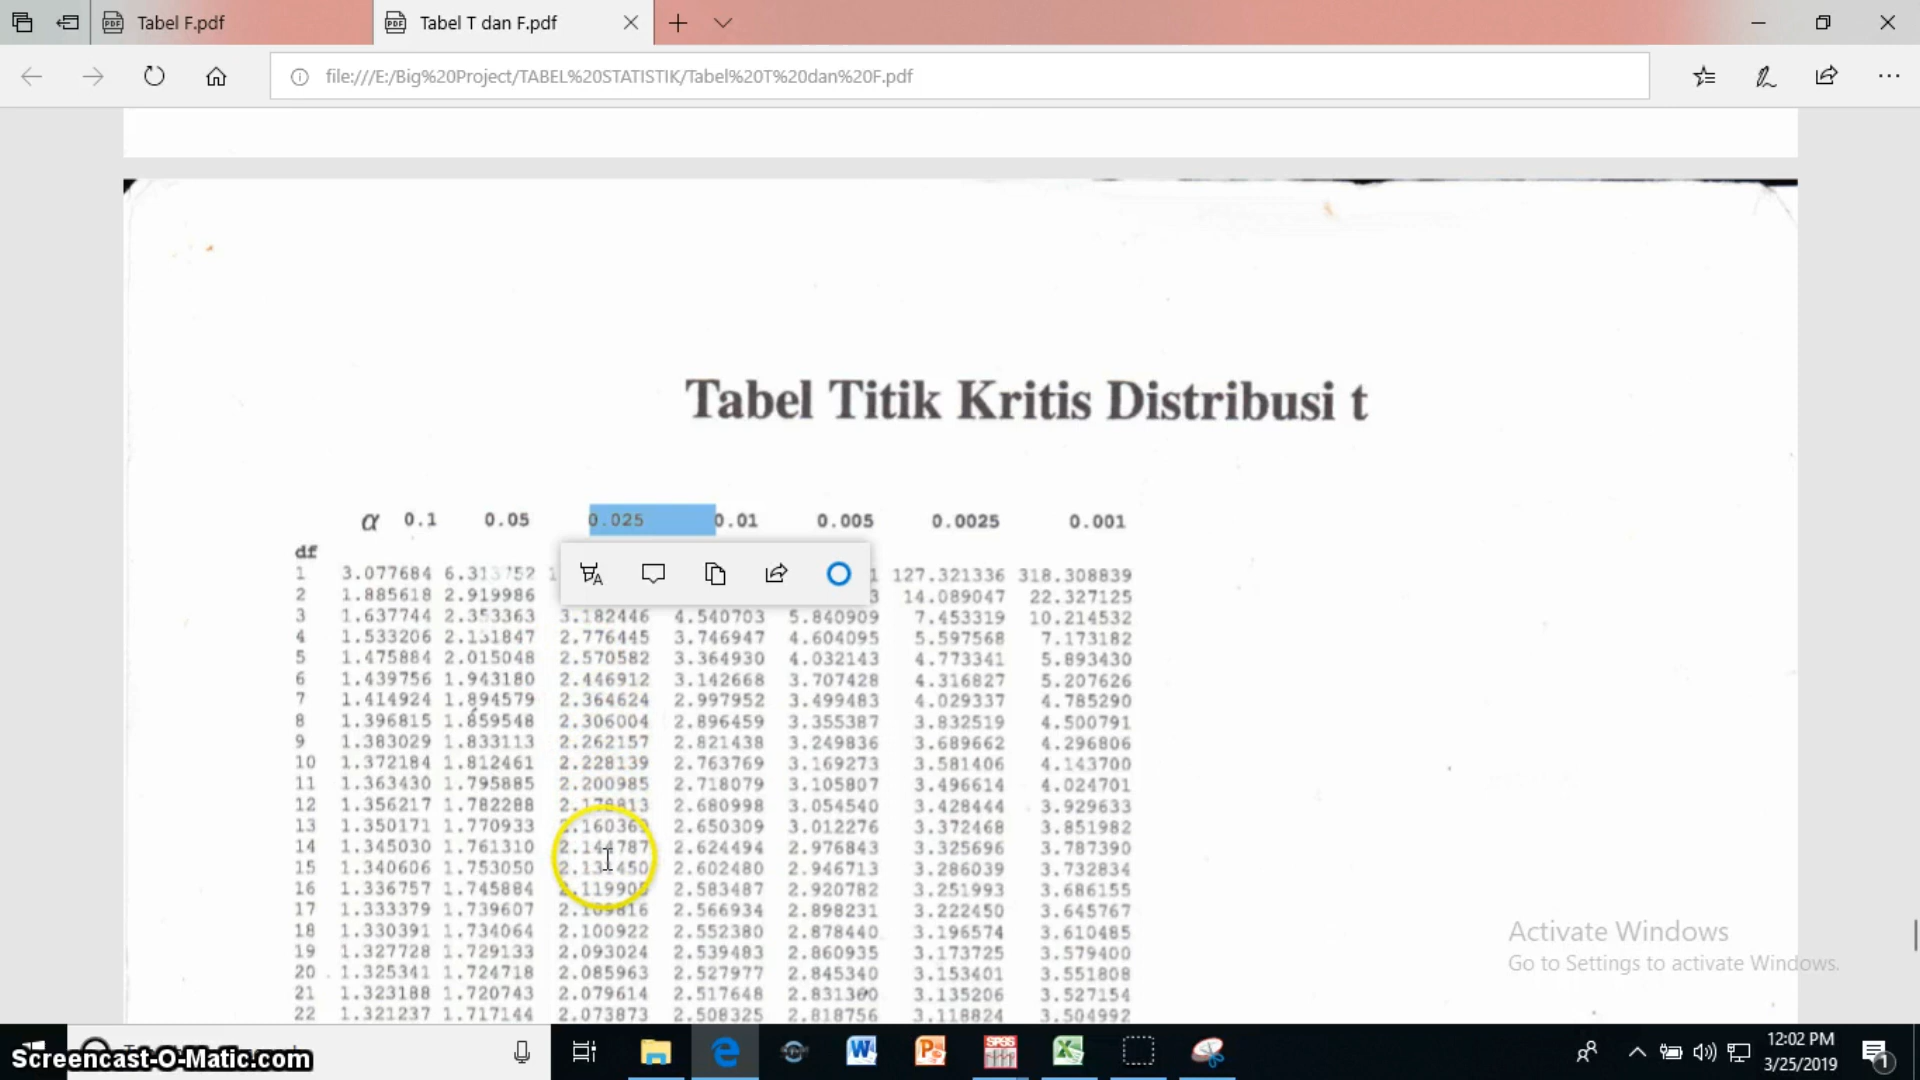 Tabel F.pdf
Tabel T dan F.pdf
file:///E:/Big%20Project/TABEL%20STATISTIK/Tabel%20T%20dan%20F.pdf
Tabel Titik Kritis Distribusi t
α 0.1 0.05 0.025 0.01 0.005 0.0025 0.001
df
1 3.077684 6.313752 127.321336 318.308839
2 1.885618 2.919986 14.089047 22.327125
3 1.637744 2.353363 3.182446 4.540703 5.840909 7.453319 10.214532
4 1.533206 2.131847 2.776445 3.746947 4.604095 5.597568 7.173182
5 1.475884 2.015048 2.570582 3.364930 4.032143 4.773341 5.893430
6 1.439756 1.943180 2.446912 3.142668 3.707428 4.316827 5.207626
7 1.414924 1.894579 2.364624 2.997952 3.499483 4.029337 4.785290
8 1.396815 1.859548 2.306004 2.896459 3.355387 3.832519 4.500791
9 1.383029 1.833113 2.262157 2.821438 3.249836 3.689662 4.296806
10 1.372184 1.812461 2.228139 2.763769 3.169273 3.581406 4.143700
11 1.363430 1.795885 2.200985 2.718079 3.105807 3.496614 4.024701
12 1.356217 1.782288 2.178813 2.680998 3.054540 3.428444 3.929633
13 1.350171 1.770933 2.160369 2.650309 3.012276 3.372468 3.851982
14 1.345030 1.761310 2.144787 2.624494 2.976843 3.325696 3.787390
15 1.340606 1.753050 2.131450 2.602480 2.946713 3.286039 3.732834
16 1.336757 1.745884 2.119905 2.583487 2.920782 3.251993 3.686155
17 1.333379 1.739607 2.109816 2.566934 2.898231 3.222450 3.645767
18 1.330391 1.734064 2.100922 2.552380 2.878440 3.196574 3.610485
19 1.327728 1.729133 2.093024 2.539483 2.860935 3.173725 3.579400
20 1.325341 1.724718 2.085963 2.527977 2.845340 3.153401 3.551808
21 1.323188 1.720743 2.079614 2.517648 2.831360 3.135206 3.527154
22 1.321237 1.717144 2.073873 2.508325 2.818756 3.118824 3.504992
Activate Windows
Go to Settings to activate Windows.
Screencast-O-Matic.com
SPSS
12:02 PM
3/25/2019
1